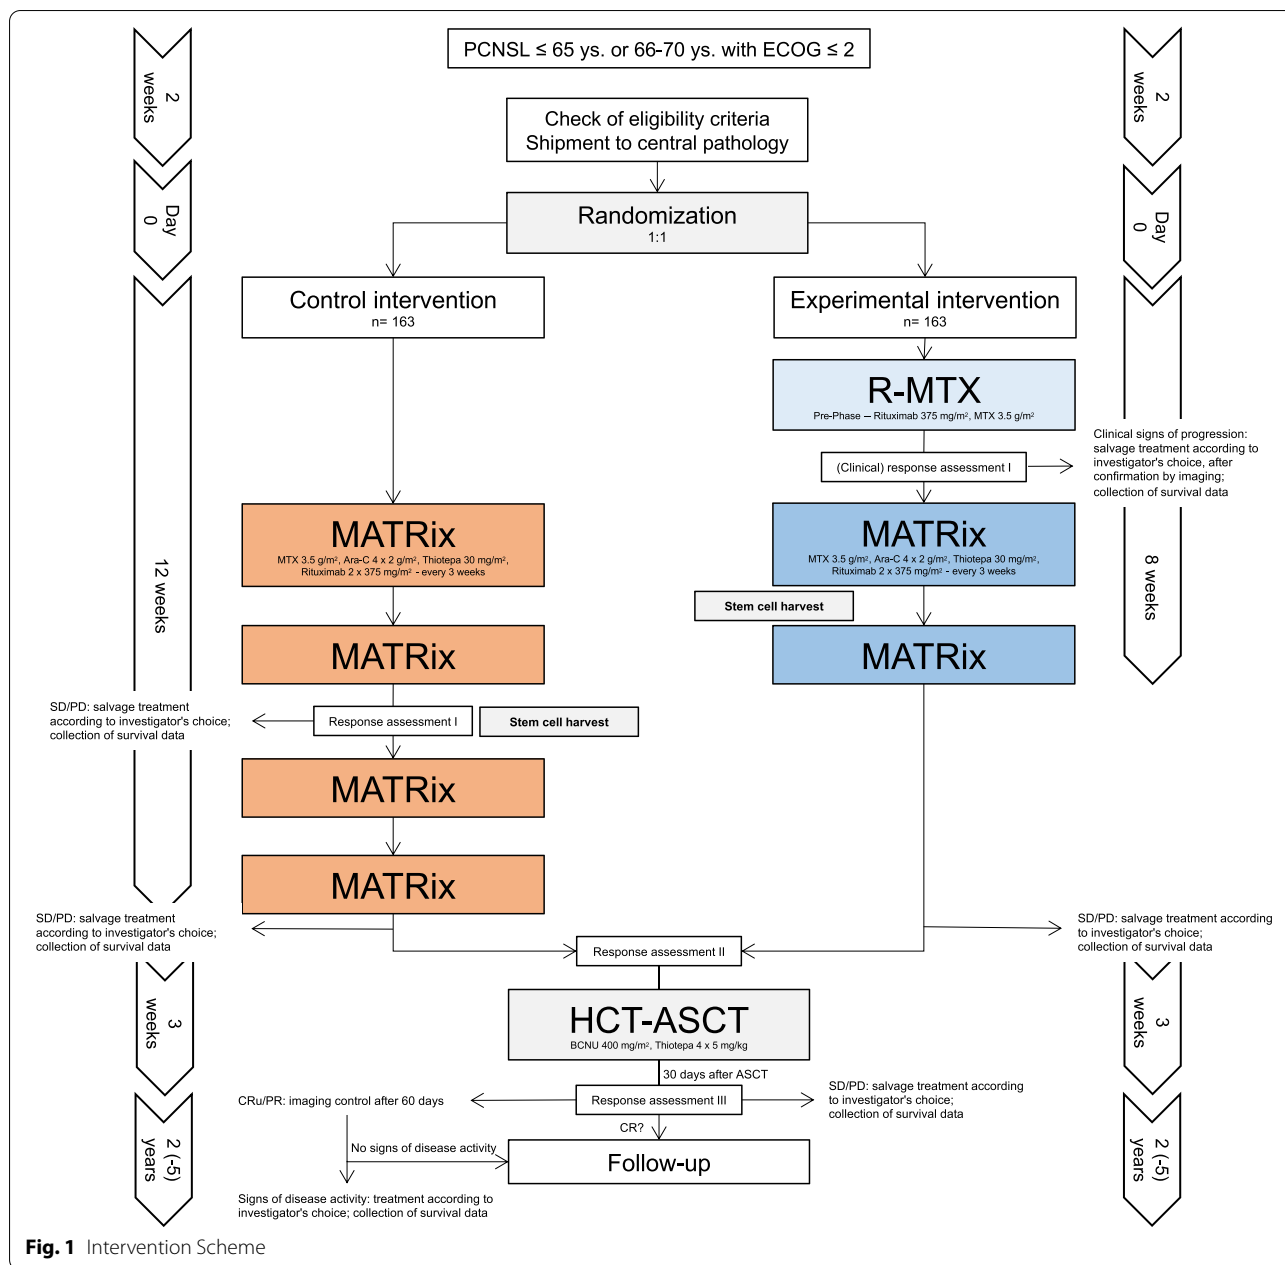 PCNSL ≤ 65 ys. or 66-70 ys. with ECOG ≤ 2
2
weeks
2
weeks
Check of eligibility criteria
Shipment to central pathology
Day
0
Day
0
Randomization
1:1
Control intervention
n= 163
Experimental intervention
n= 163
R-MTX
Pre-Phase – Rituximab 375 mg/m², MTX 3.5 g/m²
(Clinical) response assessment I
Clinical signs of progression:
salvage treatment according to
investigator's choice, after
confirmation by imaging;
collection of survival data
12 weeks
8 weeks
MATRix
MTX 3.5 g/m², Ara-C 4 x 2 g/m², Thiotepa 30 mg/m²,
Rituximab 2 x 375 mg/m² - every 3 weeks
MATRix
MTX 3.5 g/m², Ara-C 4 x 2 g/m², Thiotepa 30 mg/m²,
Rituximab 2 x 375 mg/m² - every 3 weeks
Stem cell harvest
MATRix
MATRix
SD/PD: salvage treatment
according to investigator's choice;
collection of survival data
Response assessment I
Stem cell harvest
MATRix
MATRix
SD/PD: salvage treatment
according to investigator's choice;
collection of survival data
SD/PD: salvage treatment according
to investigator's choice;
collection of survival data
Response assessment II
3
weeks
3
weeks
HCT-ASCT
BCNU 400 mg/m², Thiotepa 4 x 5 mg/kg
30 days after ASCT
CRu/PR: imaging control after 60 days
Response assessment III
SD/PD: salvage treatment according
to investigator's choice;
collection of survival data
CR?
No signs of disease activity
Follow-up
2 (-5)
years
2 (-5)
years
Signs of disease activity: treatment according to
investigator's choice; collection of survival data
Fig. 1 Intervention Scheme